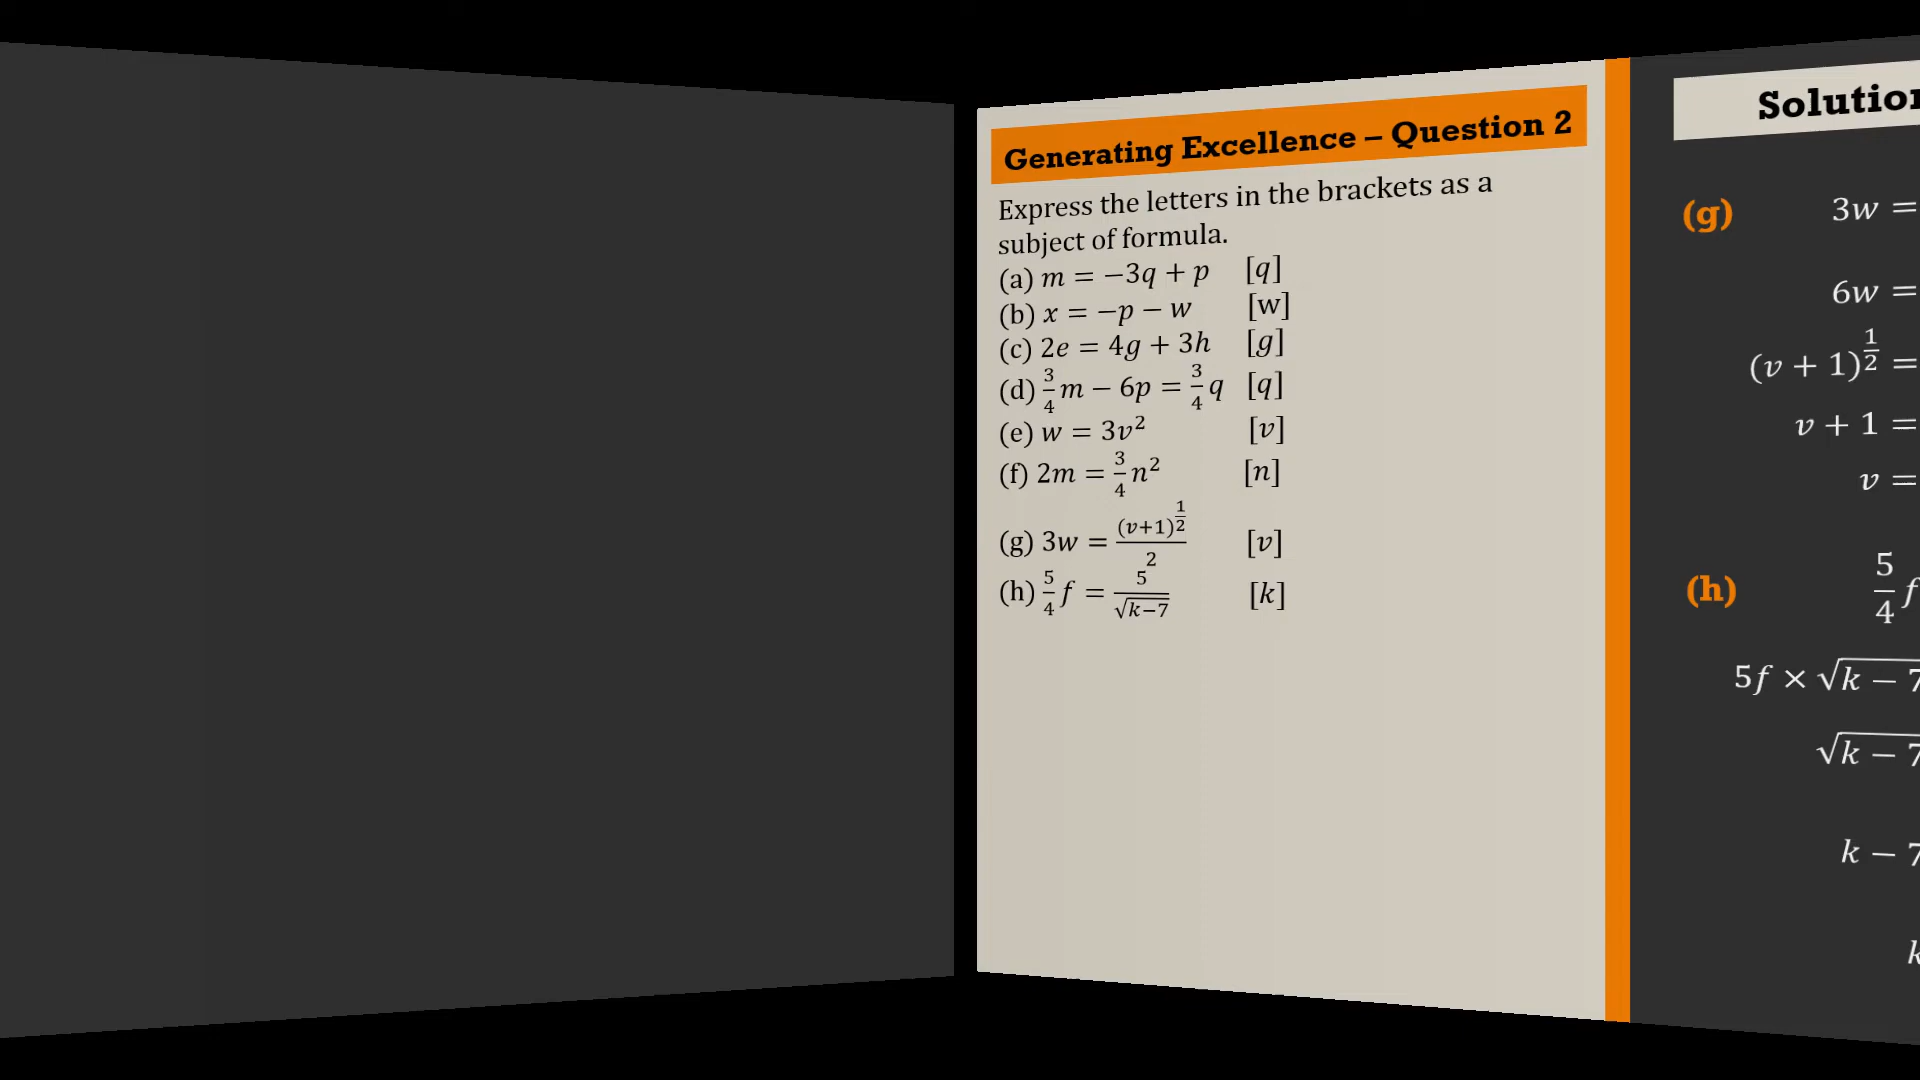 Generating Excellence – Question 2
Express the letters in the brackets as a
subject of formula.
(a) m = −3q + p [q]
(b) x = −p − w [w]
(c) 2e = 4g + 3h [g]
(d) 3/4 m − 6p = 3/4 q [q]
(e) w = 3v² [v]
(f) 2m = 3/4 n² [n]
(g) 3w = (v+1)^(1/2) / 2 [v]
(h) 5/4 f = 5/√(k−7) [k]
(g) 3w =
6w =
(v + 1)^(1/2) =
v + 1 =
v =
(h) 5/4 f
5f × √(k − 7
√(k − 7
k − 7
k